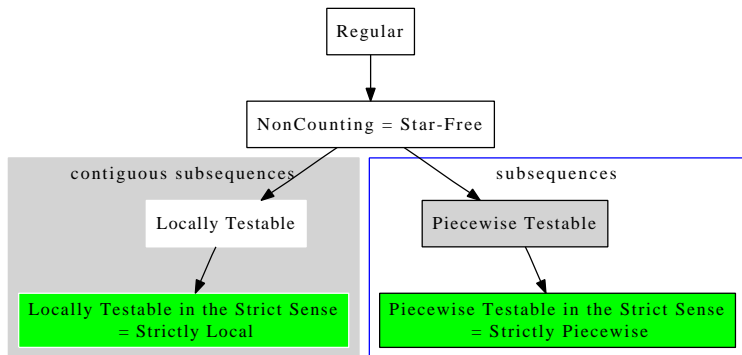 Regular
NonCounting = Star-Free
contiguous subsequences
subsequences
Locally Testable
Piecewise Testable
Locally Testable in the Strict Sense
= Strictly Local
Piecewise Testable in the Strict Sense
= Strictly Piecewise